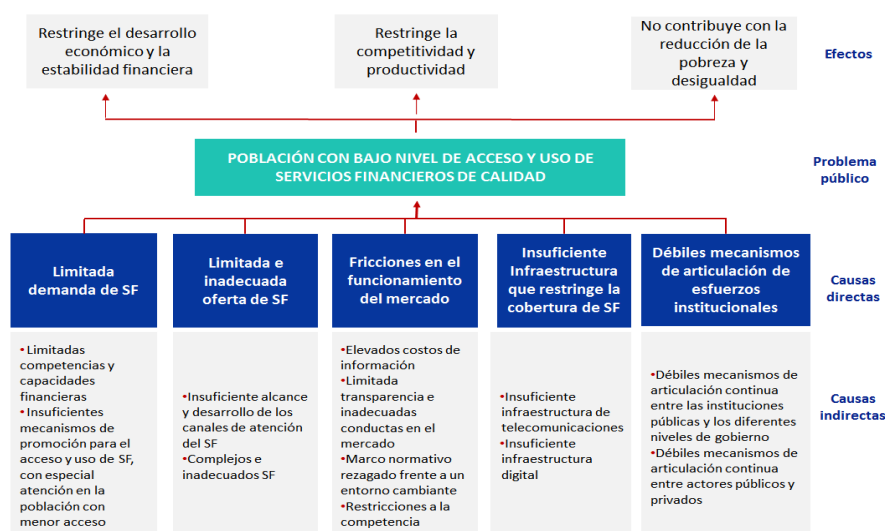 Restringe el desarrollo
económico y la
estabilidad financiera
Restringe la
competitividad y
productividad
No contribuye con la
reducción de la
pobreza y
desigualdad
Efectos
POBLACIÓN CON BAJO NIVEL DE ACCESO Y USO DE
SERVICIOS FINANCIEROS DE CALIDAD
Problema
público
Limitada
demanda de SF
Limitada e
inadecuada
oferta de SF
Fricciones en el
funcionamiento
del mercado
Insuficiente
Infraestructura
que restringe la
cobertura de SF
Débiles mecanismos
de articulación de
esfuerzos
institucionales
Causas
directas
•Limitadas
competencias y
capacidades
financieras
•Insuficientes
mecanismos de
promoción para el
acceso y uso de SF,
con especial
atención en la
población con
menor acceso
•Insuficiente alcance
y desarrollo de los
canales de atención
del SF
•Complejos e
inadecuados SF
•Elevados costos de
información
•Limitada
transparencia e
inadecuadas
conductas en el
mercado
•Marco normativo
rezagado frente a un
entorno cambiante
•Restricciones a la
competencia
•Insuficiente
infraestructura de
telecomunicaciones
•Insuficiente
infraestructura
digital
•Débiles mecanismos de
articulación continua
entre las instituciones
públicas y los diferentes
niveles de gobierno
•Débiles mecanismos de
articulación continua
entre actores públicos y
privados
Causas
indirectas